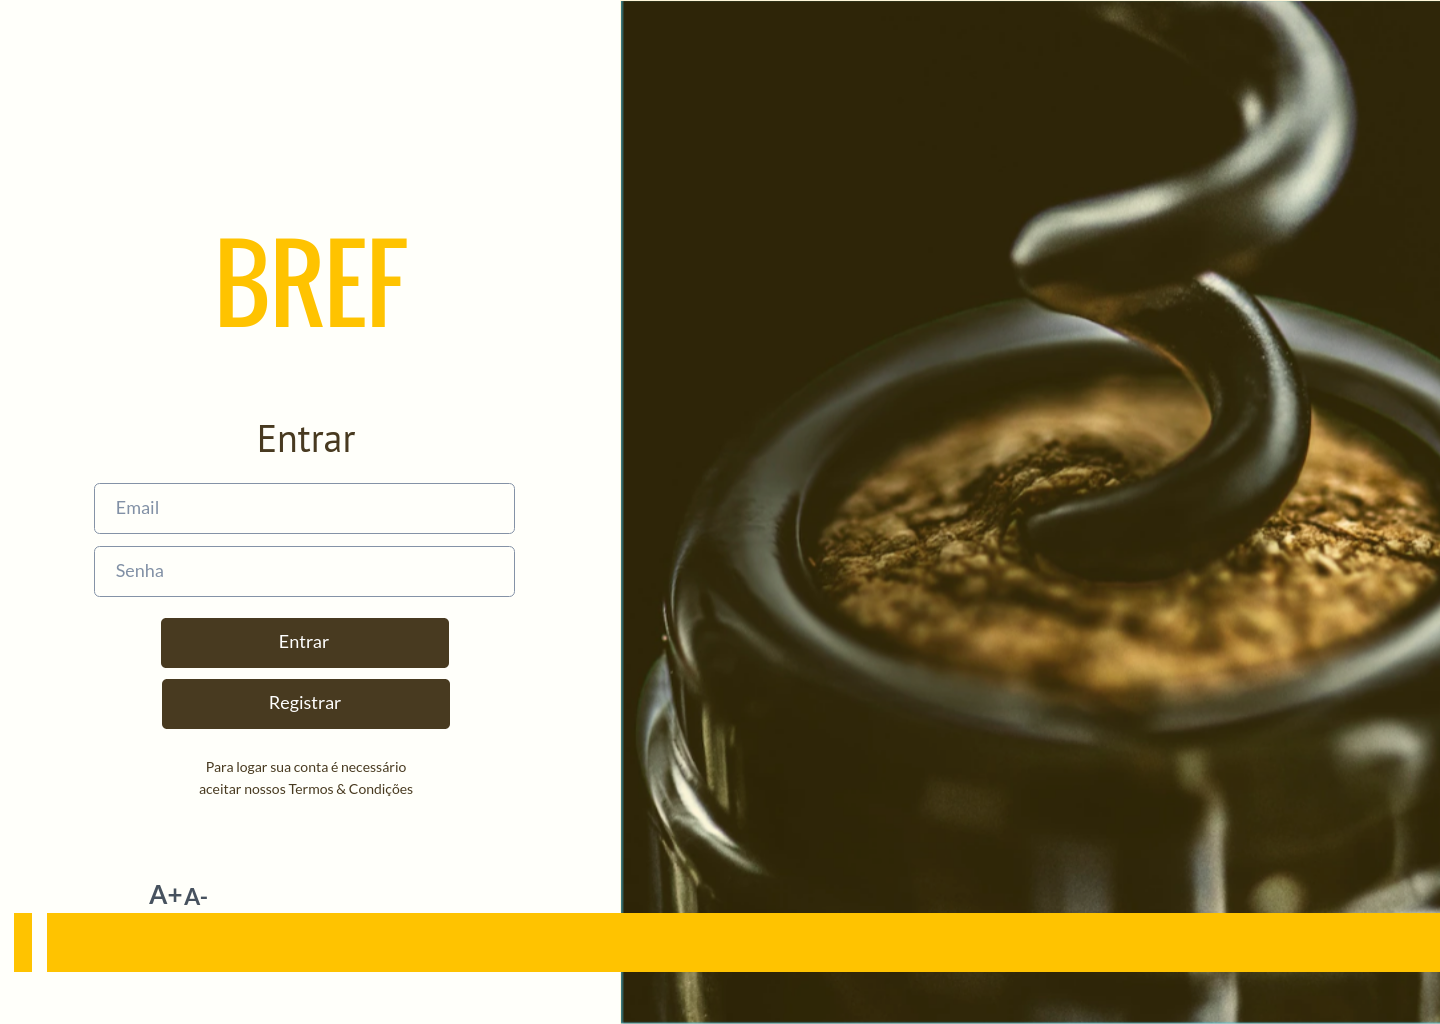 BREF
Entrar
Email
Senha
Entrar
Registrar
Para logar sua conta é necessário
aceitar nossos Termos & Condições
A+ A-